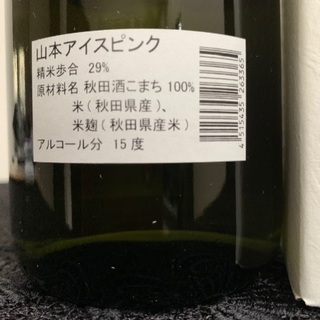 山本アイスピンク
精米歩合 29%
原材料名 秋田酒こまち 100%
米(秋田県産)、
米麹(秋田県産米)
アルコール分 15度
4515435263365